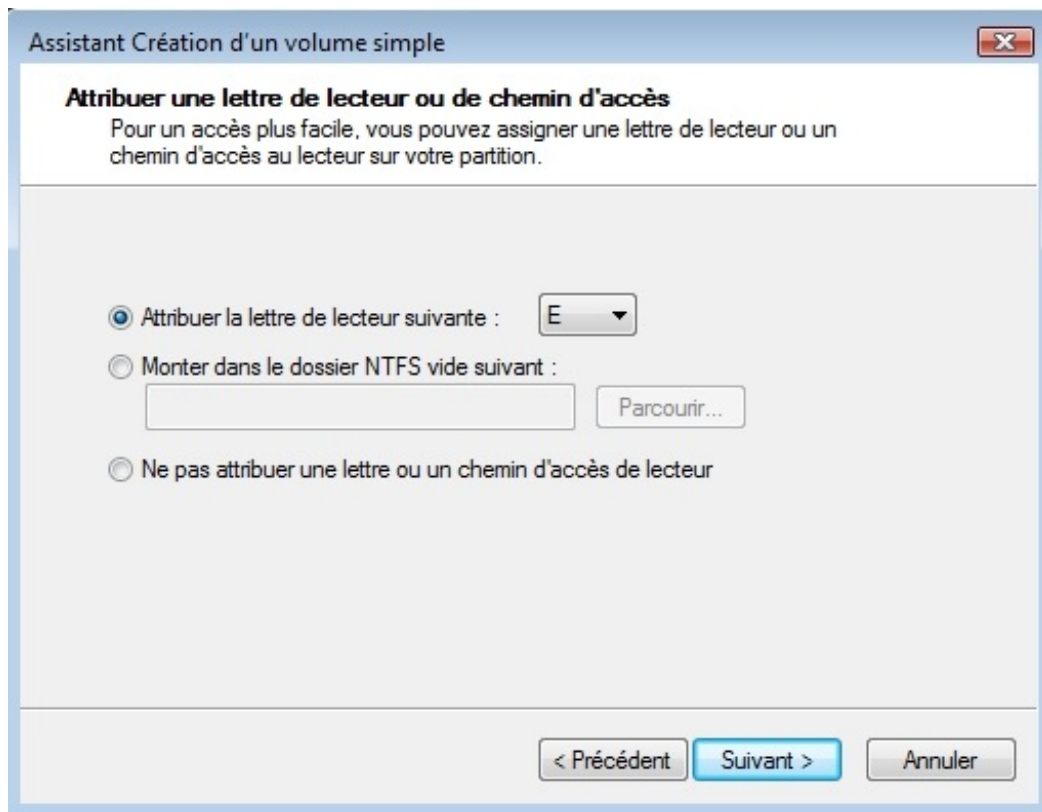 Assistant Création d'un volume simple
Attribuer une lettre de lecteur ou de chemin d'accès
Pour un accès plus facile, vous pouvez assigner une lettre de lecteur ou un
chemin d'accès au lecteur sur votre partition.
Attribuer la lettre de lecteur suivante : E
Monter dans le dossier NTFS vide suivant :
Parcourir...
Ne pas attribuer une lettre ou un chemin d'accès de lecteur
< Précédent Suivant > Annuler